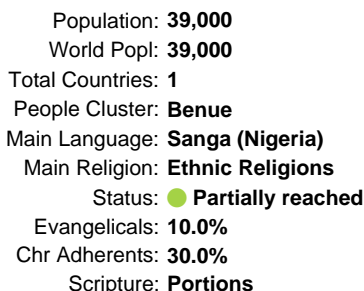 Population: 39,000
World Popl: 39,000
Total Countries: 1
People Cluster: Benue
Main Language: Sanga (Nigeria)
Main Religion: Ethnic Religions
Status: Partially reached
Evangelicals: 10.0%
Chr Adherents: 30.0%
Scripture: Portions